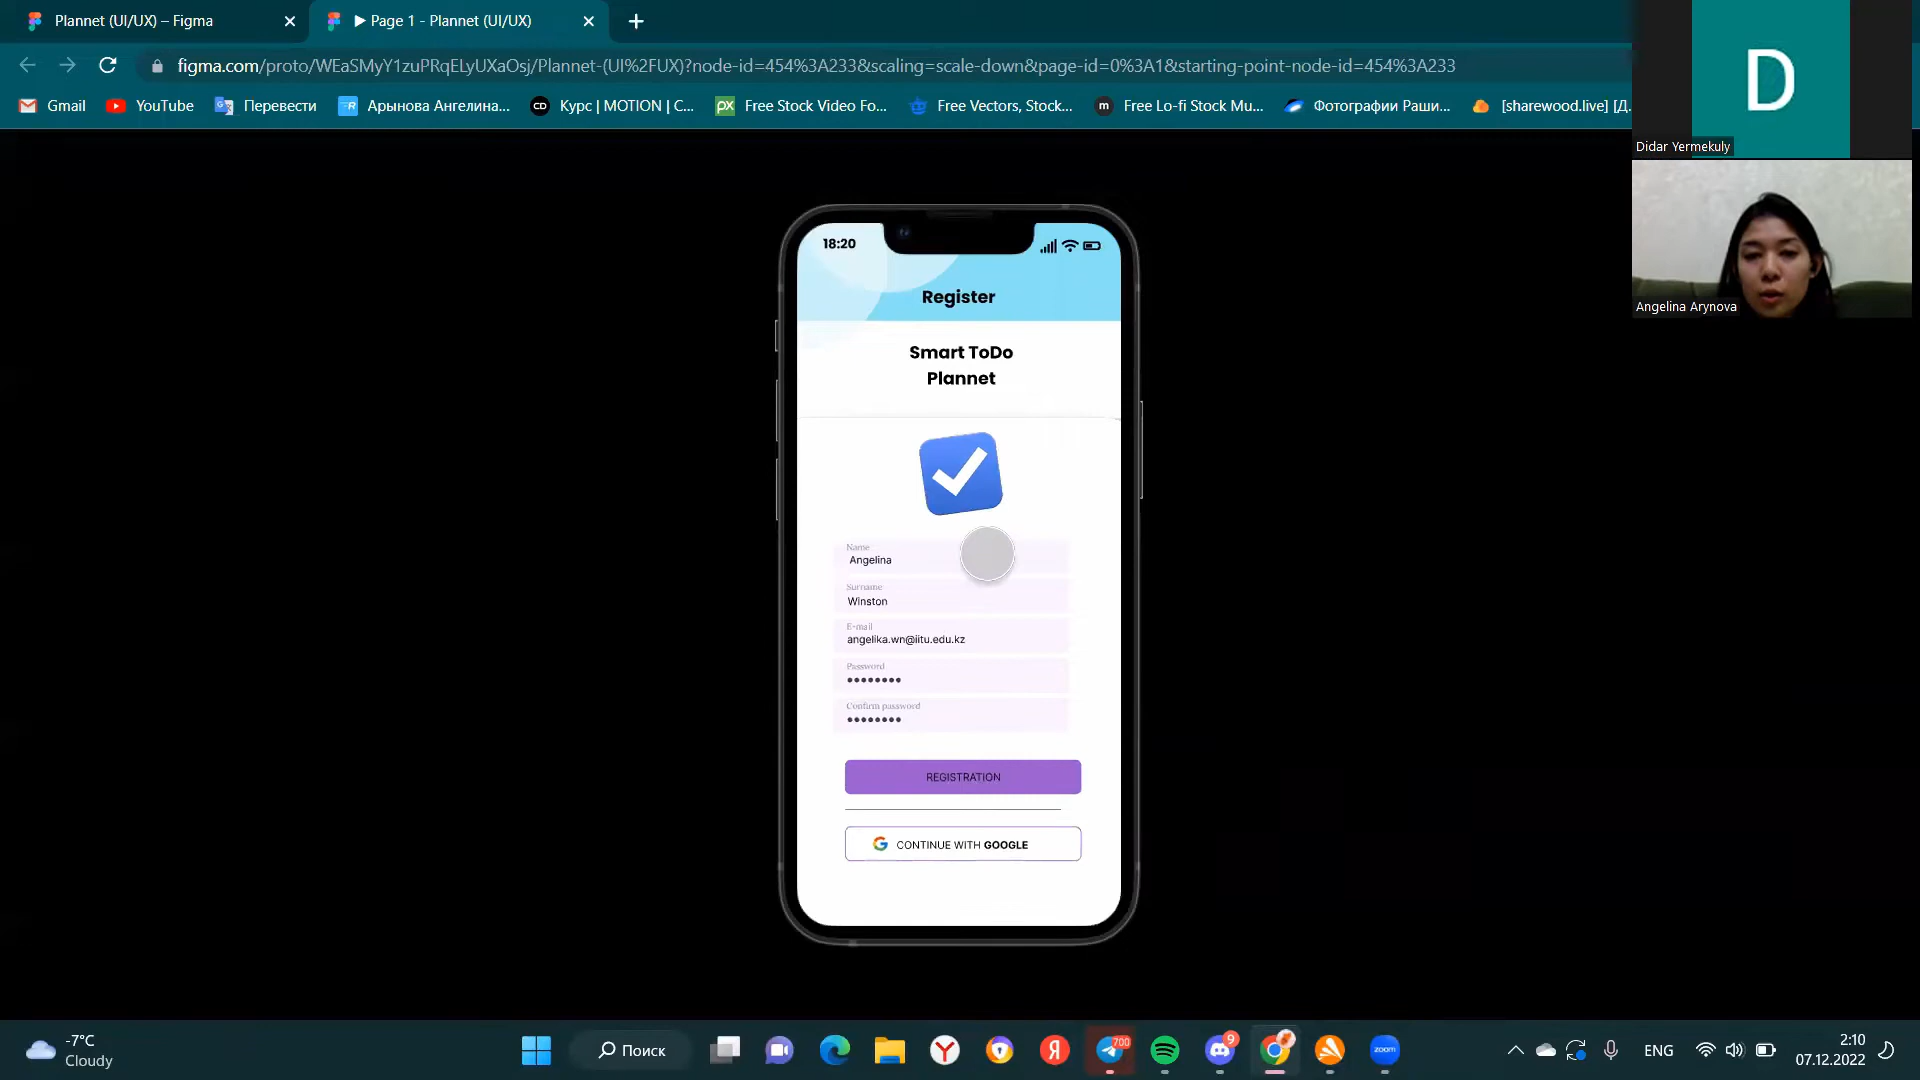 Plannet (UI/UX) – Figma
Page 1 - Plannet (UI/UX)
figma.com/proto/WEaSMyY1zuPRqELyUXaOsj/Plannet-(UI%2FUX)?node-id=454%3A233&scaling=scale-down&page-id=0%3A1&starting-point-node-id=454%3A233
Gmail
YouTube
Перевести
Арынова Ангелина...
Курс | MOTION | C...
Free Stock Video Fo...
Free Vectors, Stock...
Free Lo-fi Stock Mu...
Фотографии Раши...
[sharewood.live] [Д.
D
Didar Yermekuly
Angelina Arynova
18:20
Register
Smart ToDo
Plannet
Name
Angelina
Surname
Winston
E-mail
angelika.wn@iitu.edu.kz
Password
Confirm password
REGISTRATION
CONTINUE WITH GOOGLE
-7°C
Cloudy
Поиск
700
9
zoom
ENG
2:10
07.12.2022